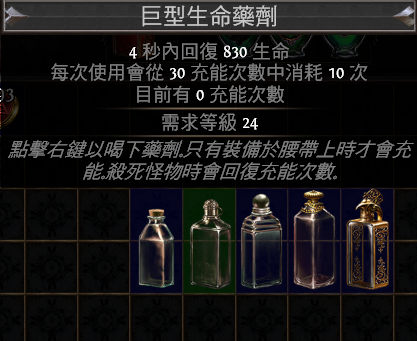 巨型生命藥劑
4 秒內回復 830 生命
每次使用會從 30 充能次數中消耗 10 次
目前有 0 充能次數
需求等級 24
點擊右鍵以喝下藥劑.只有裝備於腰帶上時才會充
能.殺死怪物時會回復充能次數.